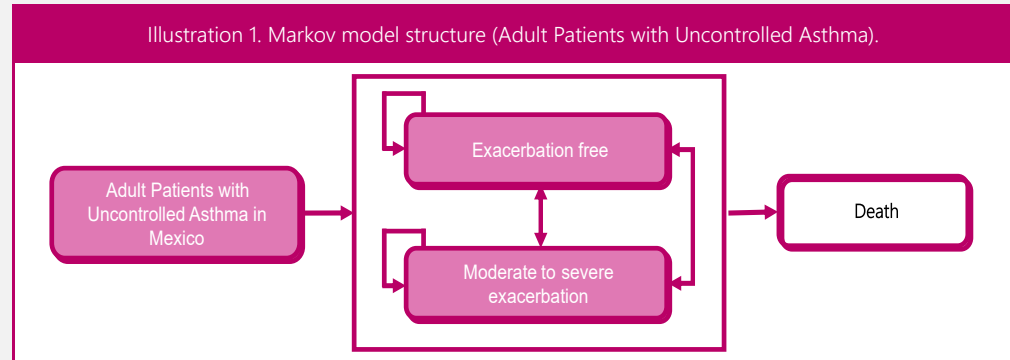 Illustration 1. Markov model structure (Adult Patients with Uncontrolled Asthma).
Exacerbation free
Adult Patients with
Uncontrolled Asthma in
Mexico
Death
Moderate to severe
exacerbation